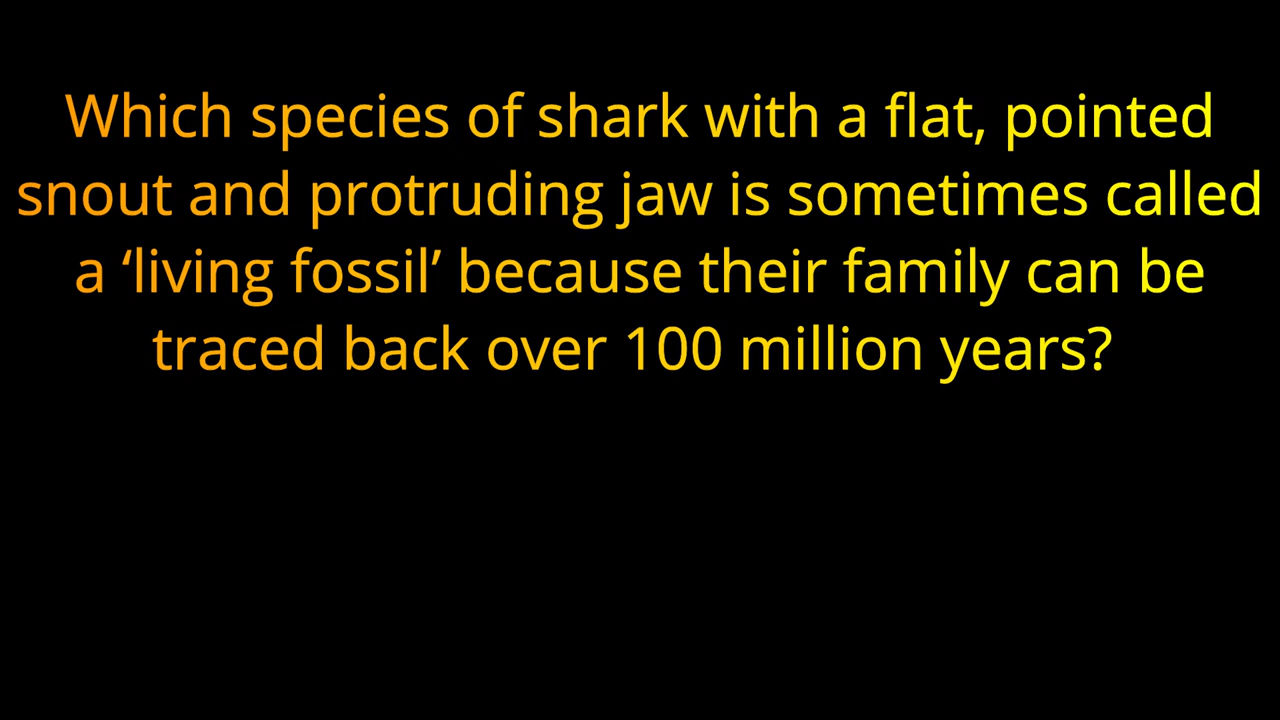 Which species of shark with a flat, pointed
snout and protruding jaw is sometimes called
a ‘living fossil’ because their family can be
traced back over 100 million years?